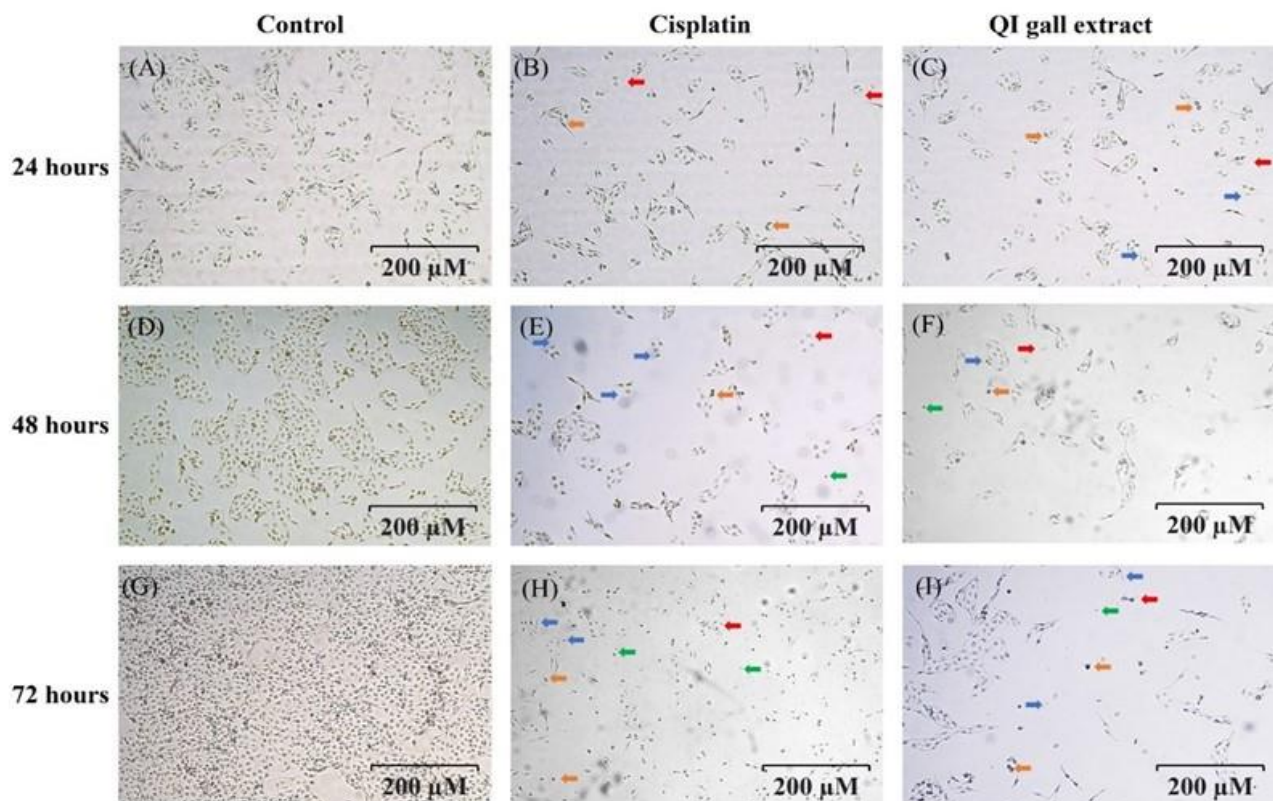 Control Cisplatin QI gall extract
24 hours
(A) (B) (C)
200 µM 200 µM 200 µM
48 hours
(D) (E) (F)
200 µM 200 µM 200 µM
72 hours
(G) (H) (I)
200 µM 200 µM 200 µM